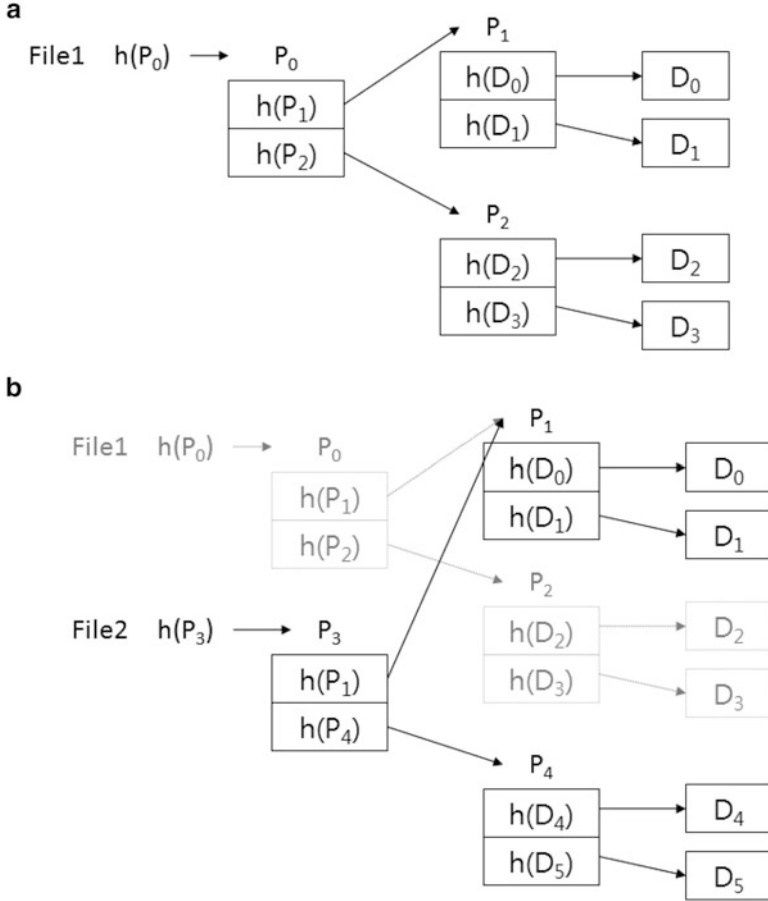 a
File1 h(P₀) P₀ P₁
h(P₁) h(D₀) D₀
h(P₂) h(D₁) D₁
P₂
h(D₂) D₂
h(D₃) D₃
b
File1 h(P₀) P₀ P₁
h(P₁) h(D₀) D₀
h(P₂) h(D₁) D₁
P₂
File2 h(P₃) P₃ h(D₂) D₂
h(P₁) h(D₃) D₃
h(P₄)
P₄
h(D₄) D₄
h(D₅) D₅